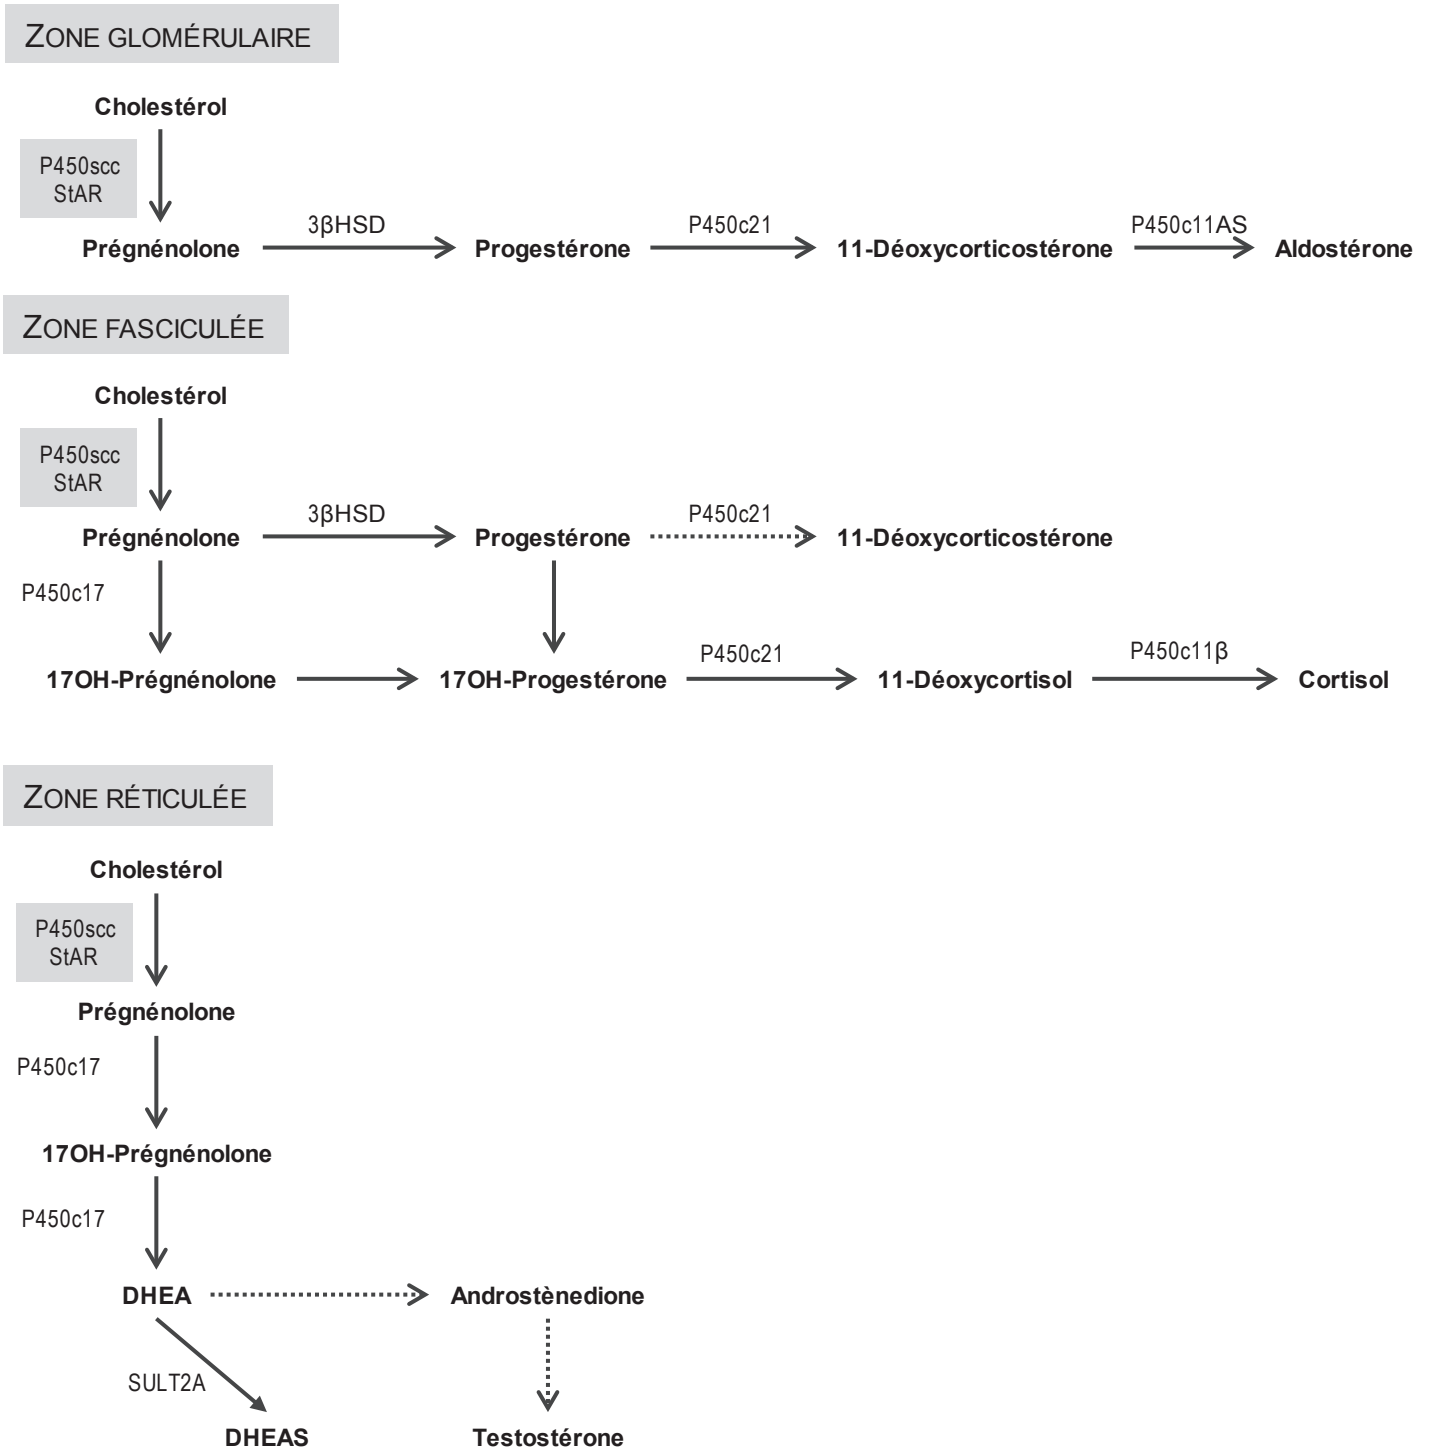 ZONE GLOMÉRULAIRE
Cholestérol
P450scc
StAR
3βHSD
P450c21
P450c11AS
Prégnénolone
Progestérone
11-Déoxycorticostérone
Aldostérone
ZONE FASCICULÉE
Cholestérol
P450scc
StAR
3βHSD
P450c21
Prégnénolone
Progestérone
11-Déoxycorticostérone
P450c17
P450c21
P450c11β
17OH-Prégnénolone
17OH-Progestérone
11-Déoxycortisol
Cortisol
ZONE RÉTICULÉE
Cholestérol
P450scc
StAR
Prégnénolone
P450c17
17OH-Prégnénolone
P450c17
DHEA
Androstènedione
SULT2A
DHEAS
Testostérone